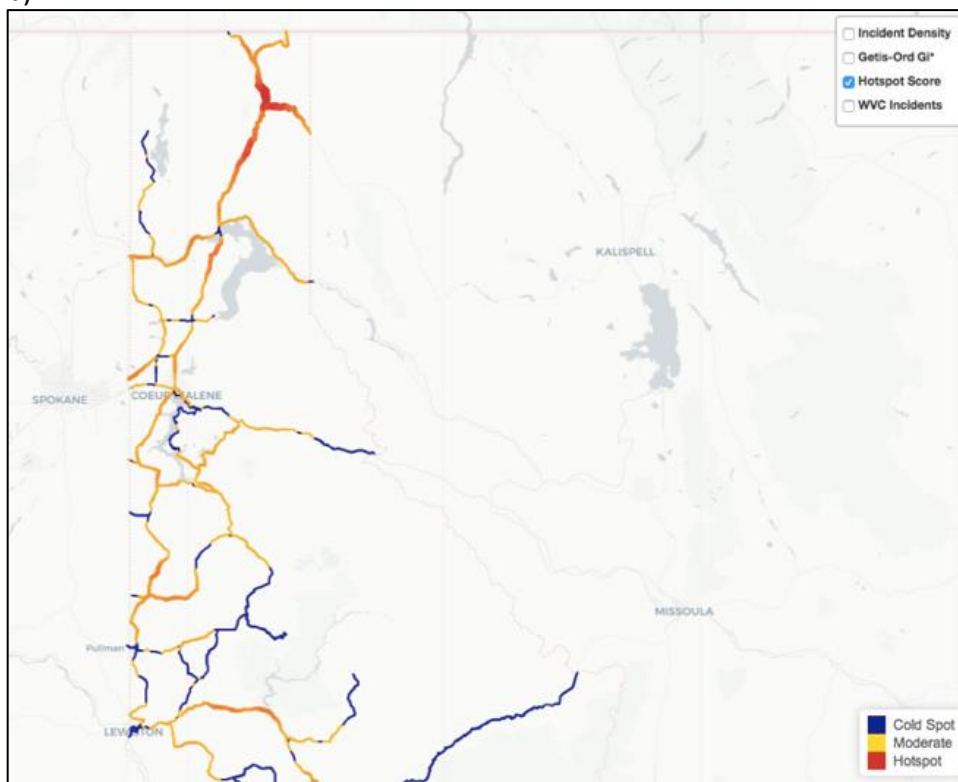 Incident Density
Getis-Ord Gi*
Hotspot Score
WVC Incidents
KALISPELL
SPOKANE
COEUR D'ALENE
MISSOULA
Pullman
LEWISTON
Cold Spot
Moderate
Hotspot